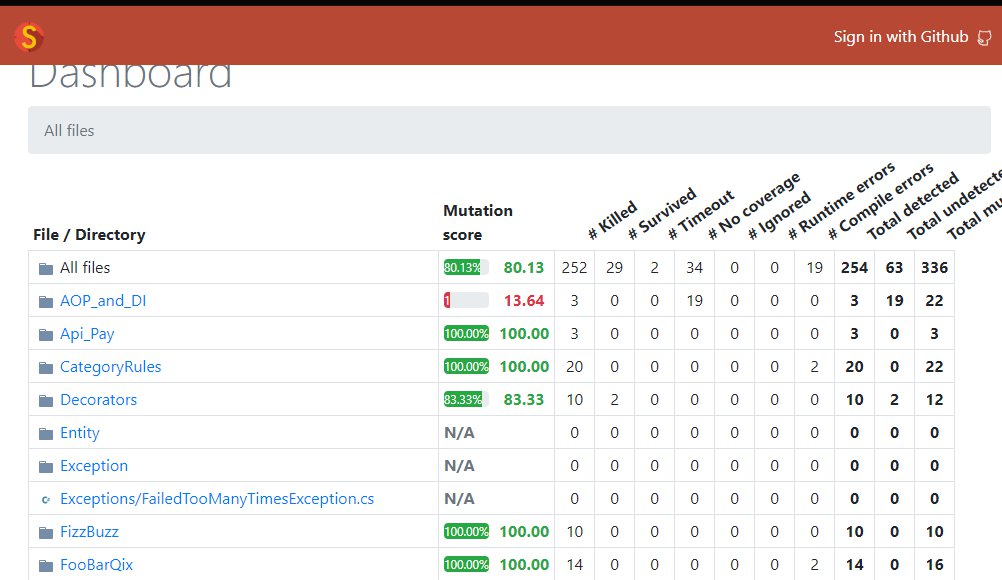 S
Sign in with Github
Dashboard
All files
File / Directory Mutation score # Killed # Survived # Timeout # No coverage # Ignored # Runtime errors # Compile errors Total detected Total undetecte Total mu
All files 80.13% 80.13 252 29 2 34 0 0 19 254 63 336
AOP_and_DI 1 13.64 3 0 0 19 0 0 0 3 19 22
Api_Pay 100.00% 100.00 3 0 0 0 0 0 0 3 0 3
CategoryRules 100.00% 100.00 20 0 0 0 0 0 2 20 0 22
Decorators 83.33% 83.33 10 2 0 0 0 0 0 10 2 12
Entity N/A 0 0 0 0 0 0 0 0 0 0
Exception N/A 0 0 0 0 0 0 0 0 0 0
Exceptions/FailedTooManyTimesException.cs N/A 0 0 0 0 0 0 0 0 0 0
FizzBuzz 100.00% 100.00 10 0 0 0 0 0 0 10 0 10
FooBarQix 100.00% 100.00 14 0 0 0 0 0 2 14 0 16